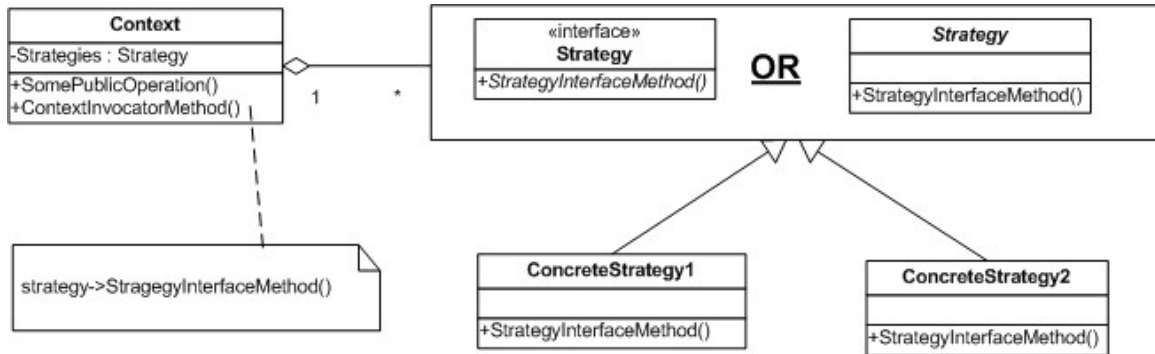 Context
-Strategies : Strategy
+SomePublicOperation()
+ContextInvocatorMethod()
1
*
«interface»
Strategy
+StrategyInterfaceMethod()
OR
Strategy
+StrategyInterfaceMethod()
strategy->StragegyInterfaceMethod()
ConcreteStrategy1
+StrategyInterfaceMethod()
ConcreteStrategy2
+StrategyInterfaceMethod()